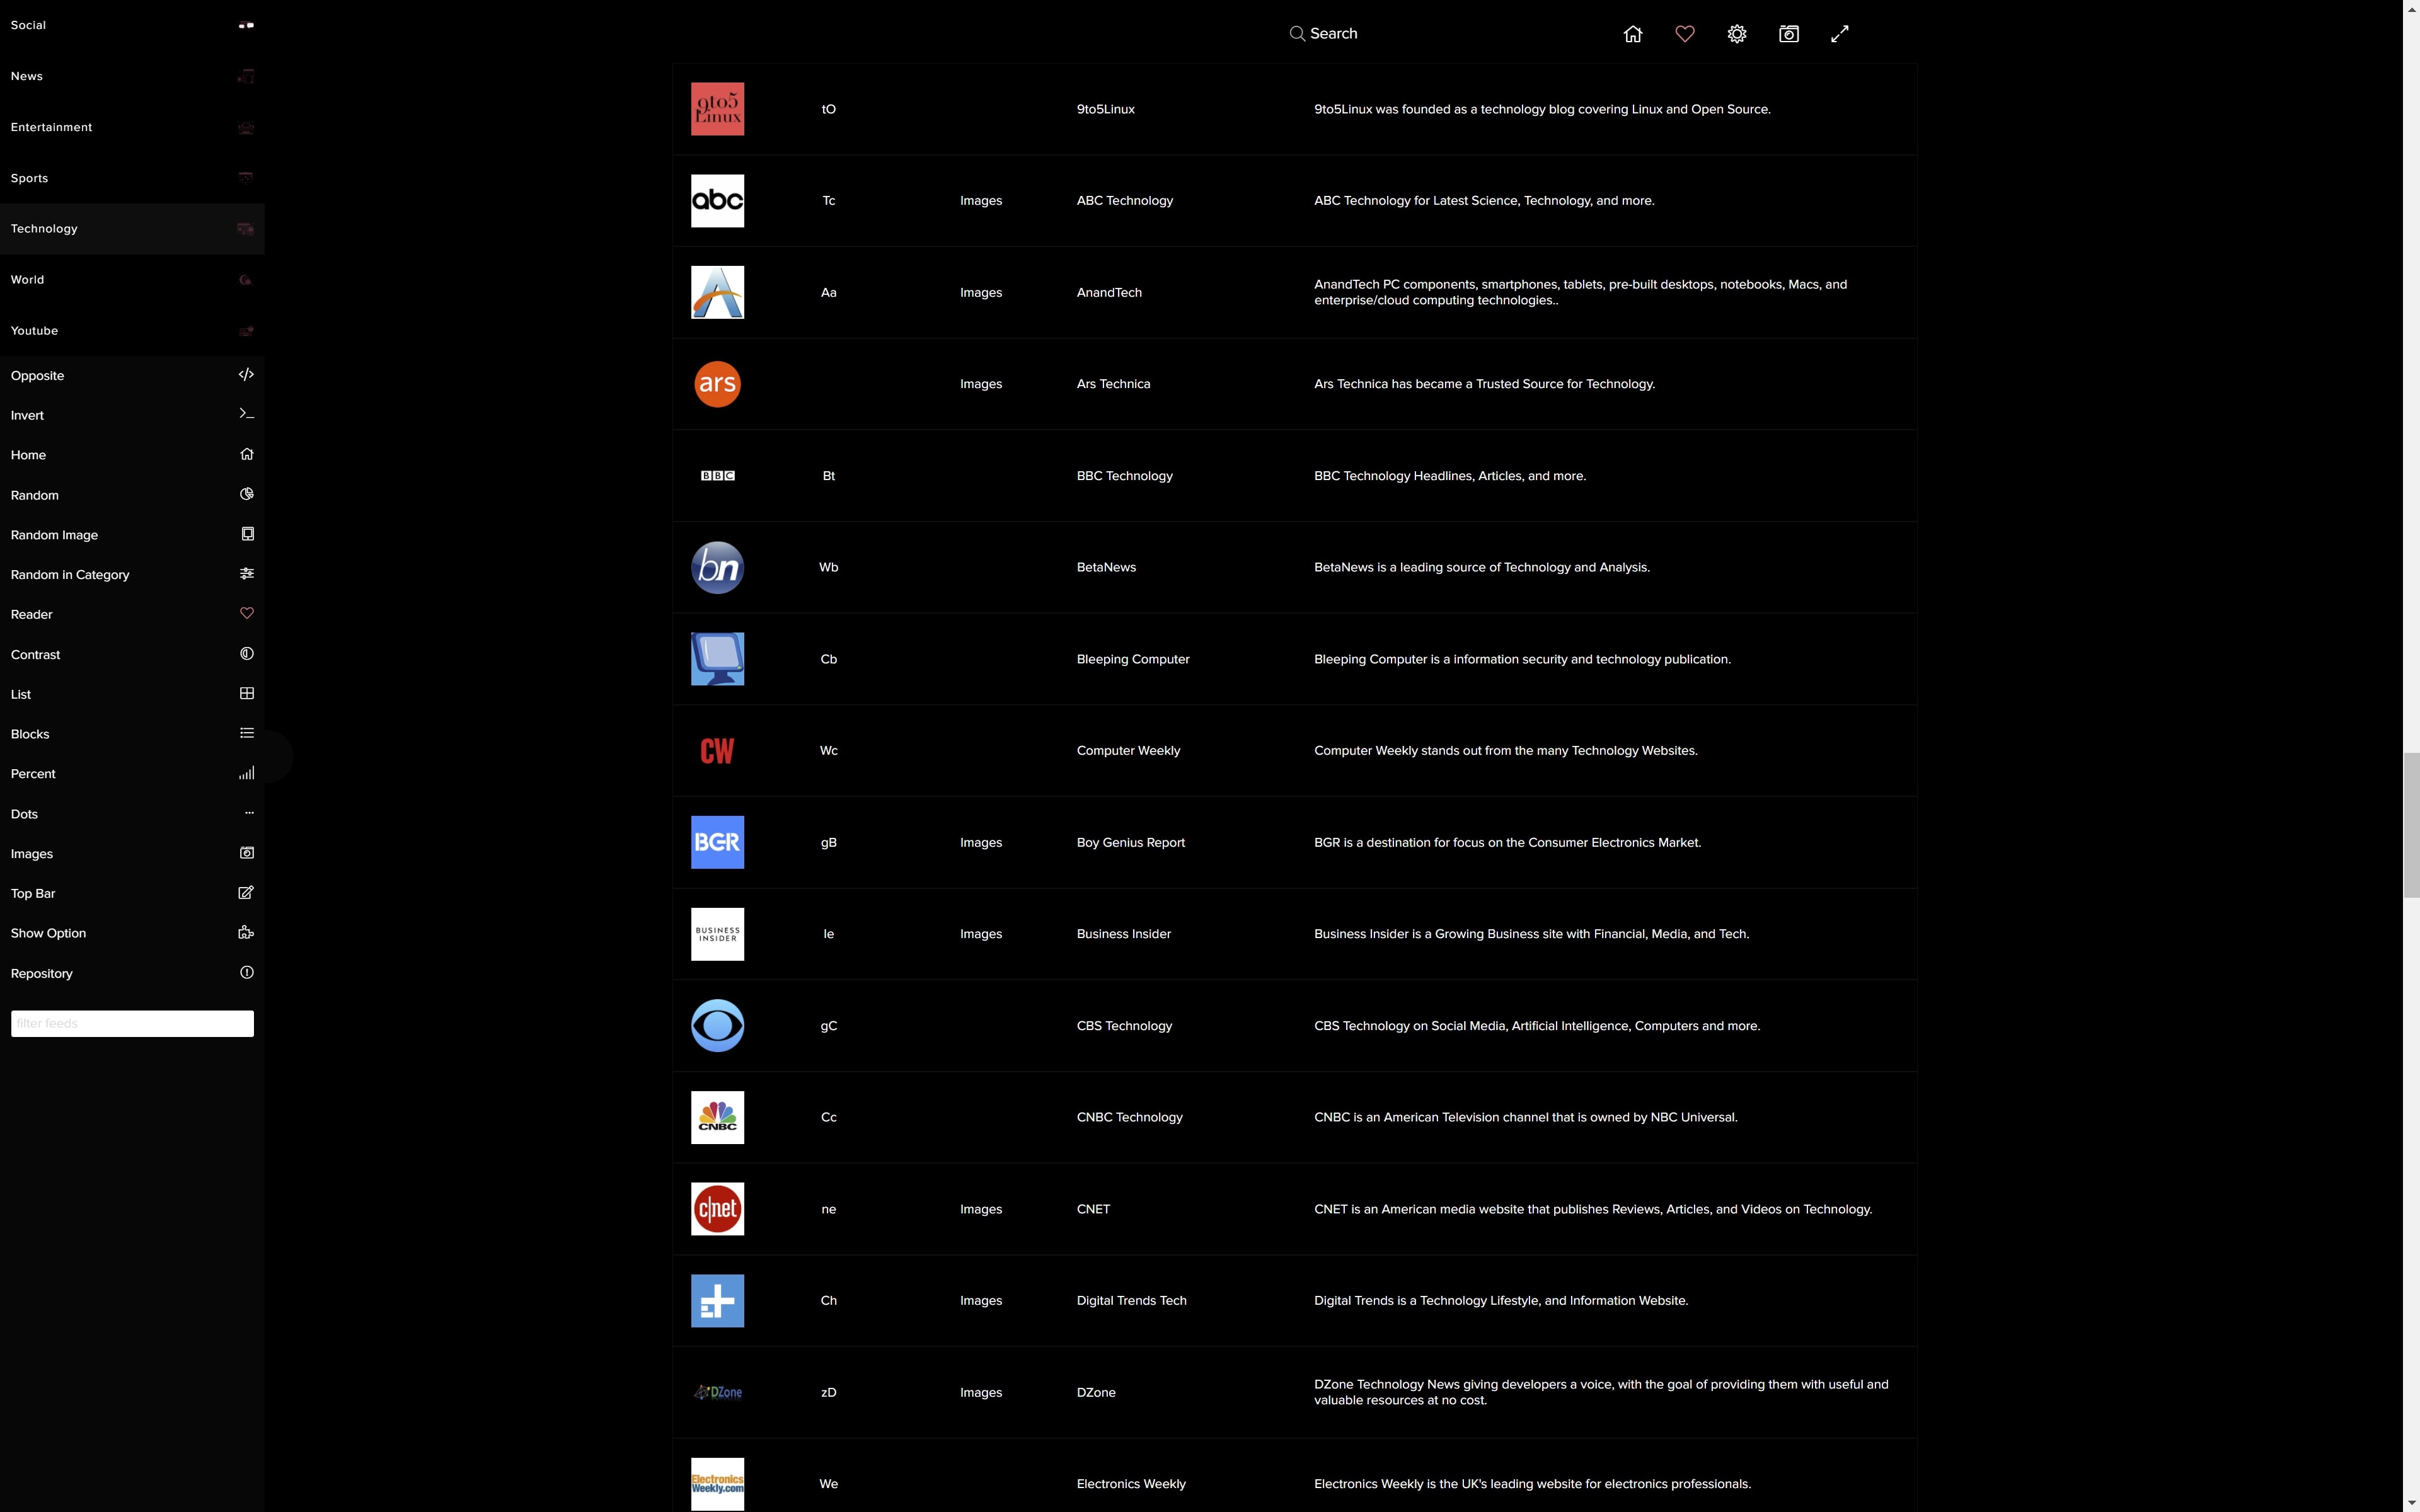 Social
News
Entertainment
Sports
Technology
World
Youtube
Opposite
Invert
Home
Random
Random Image
Random in Category
Reader
Contrast
List
Blocks
Percent
Dots
Images
Top Bar
Show Option
Repository
filter feeds
Search
9to5
Linux
tO
9to5Linux
9to5Linux was founded as a technology blog covering Linux and Open Source.
abc
Tc
Images
ABC Technology
ABC Technology for Latest Science, Technology, and more.
Aa
Images
AnandTech
AnandTech PC components, smartphones, tablets, pre-built desktops, notebooks, Macs, and
enterprise/cloud computing technologies..
ars
Images
Ars Technica
Ars Technica has became a Trusted Source for Technology.
BBC
Bt
BBC Technology
BBC Technology Headlines, Articles, and more.
bn
Wb
BetaNews
BetaNews is a leading source of Technology and Analysis.
Cb
Bleeping Computer
Bleeping Computer is a information security and technology publication.
CW
Wc
Computer Weekly
Computer Weekly stands out from the many Technology Websites.
BGR
gB
Images
Boy Genius Report
BGR is a destination for focus on the Consumer Electronics Market.
BUSINESS
INSIDER
Ie
Images
Business Insider
Business Insider is a Growing Business site with Financial, Media, and Tech.
gC
CBS Technology
CBS Technology on Social Media, Artificial Intelligence, Computers and more.
CNBC
Cc
CNBC Technology
CNBC is an American Television channel that is owned by NBC Universal.
c|net
ne
Images
CNET
CNET is an American media website that publishes Reviews, Articles, and Videos on Technology.
Ch
Images
Digital Trends Tech
Digital Trends is a Technology Lifestyle, and Information Website.
DZone
zD
Images
DZone
DZone Technology News giving developers a voice, with the goal of providing them with useful and
valuable resources at no cost.
Electronics
Weekly.com
We
Electronics Weekly
Electronics Weekly is the UK's leading website for electronics professionals.